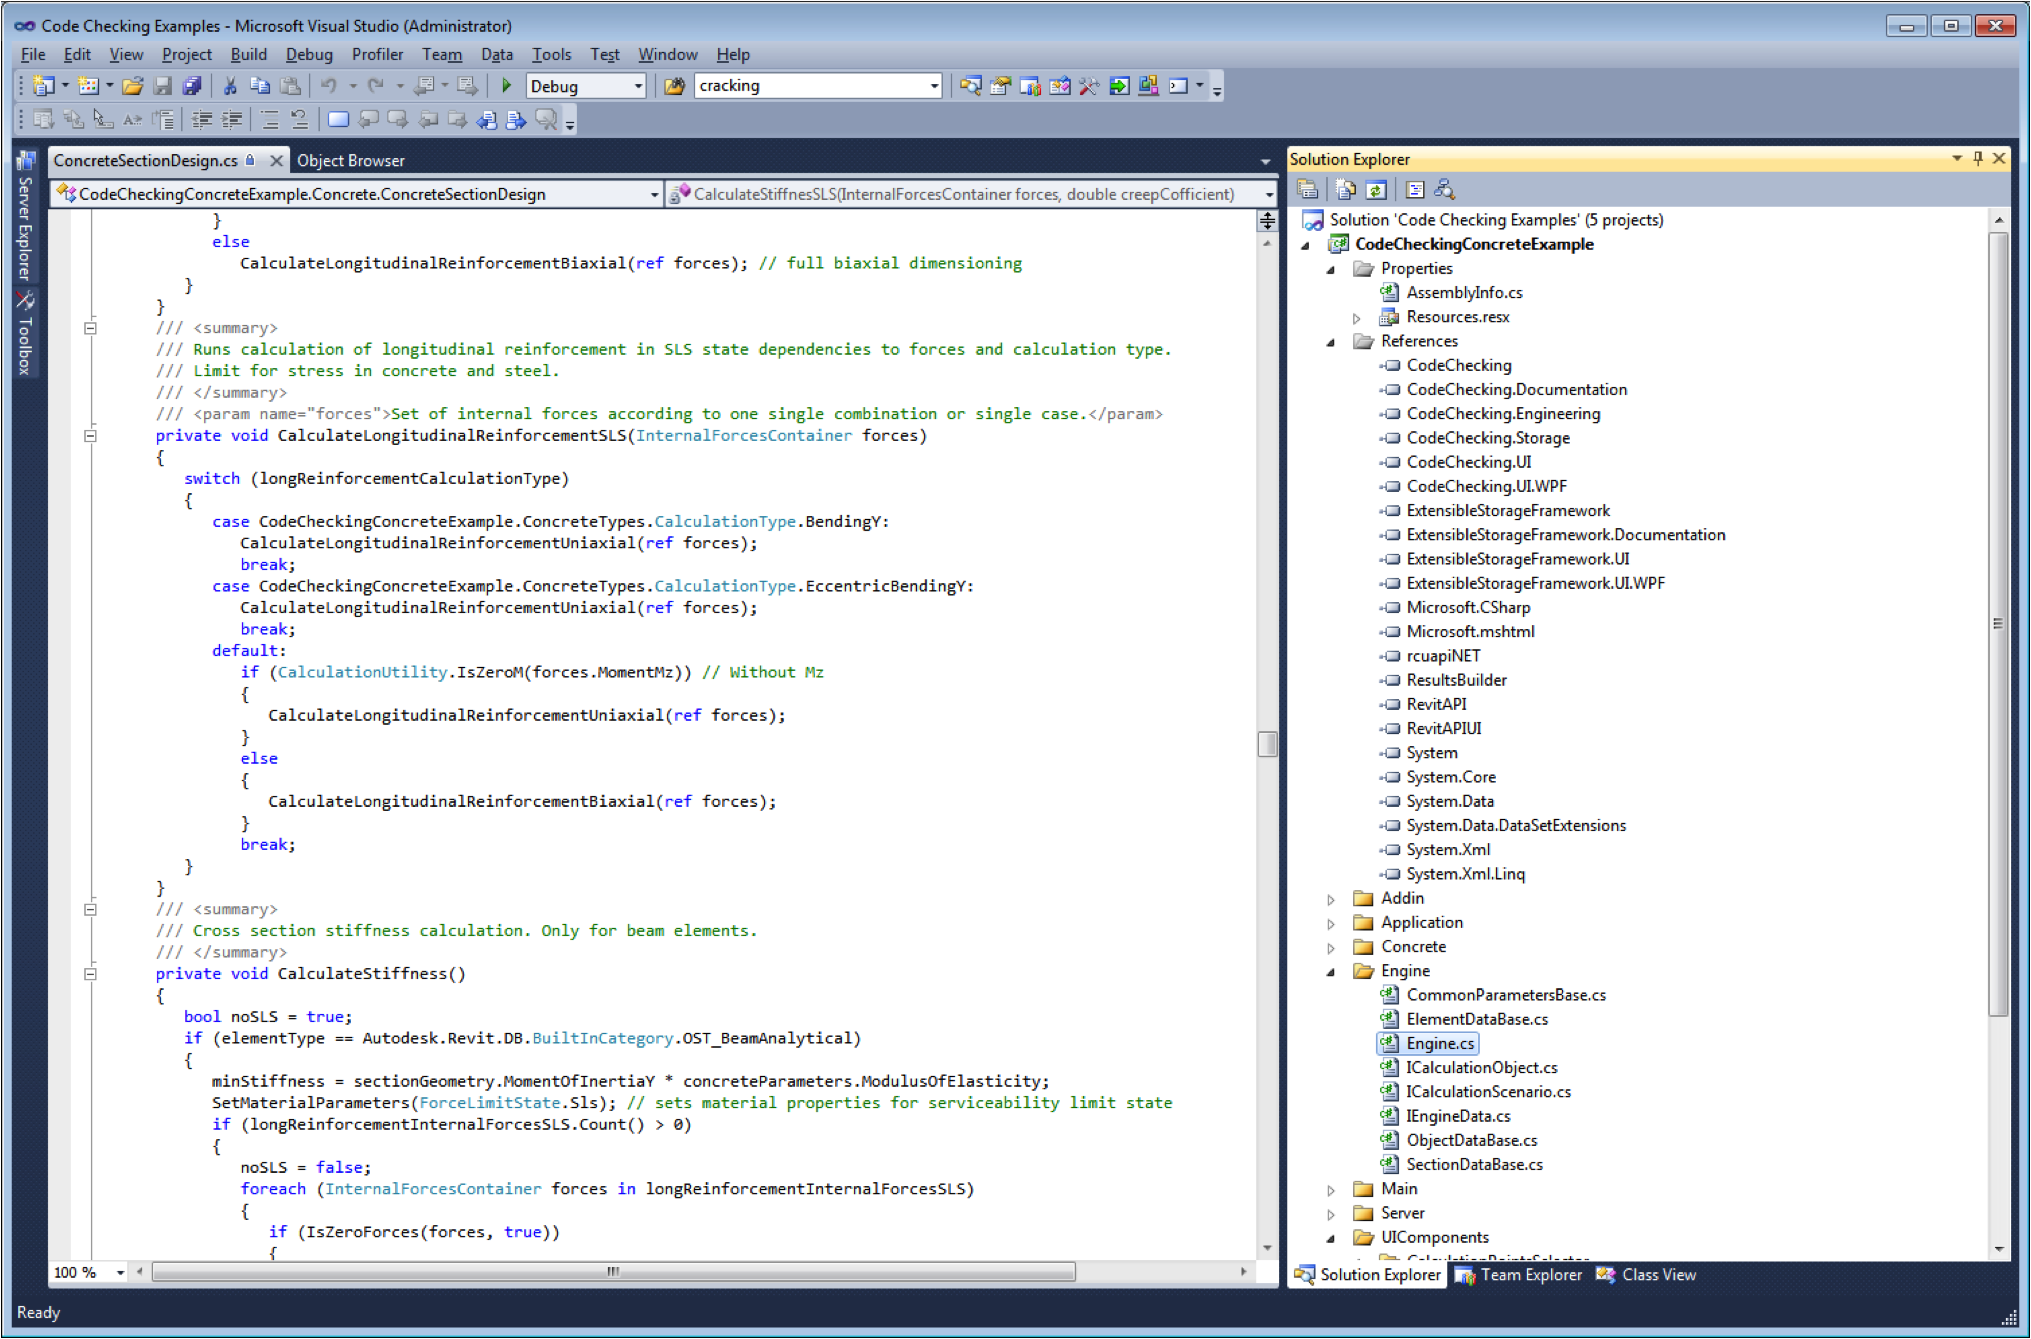 Code Checking Examples - Microsoft Visual Studio (Administrator)
File Edit View Project Build Debug Profiler Team Data Tools Test Window Help
Debug cracking
Server Explorer
Toolbox
ConcreteSectionDesign.cs Object Browser
CodeCheckingConcreteExample.Concrete.ConcreteSectionDesign CalculateStiffnesSLS(InternalForcesContainer forces, double creepCofficient)
}
else
CalculateLongitudinalReinforcementBiaxial(ref forces); // full biaxial dimensioning
}
}
/// <summary>
/// Runs calculation of longitudinal reinforcement in SLS state dependencies to forces and calculation type.
/// Limit for stress in concrete and steel.
/// </summary>
/// <param name="forces">Set of internal forces according to one single combination or single case.</param>
private void CalculateLongitudinalReinforcementSLS(InternalForcesContainer forces)
{
switch (longReinforcementCalculationType)
{
case CodeCheckingConcreteExample.ConcreteTypes.CalculationType.BendingY:
CalculateLongitudinalReinforcementUniaxial(ref forces);
break;
case CodeCheckingConcreteExample.ConcreteTypes.CalculationType.EccentricBendingY:
CalculateLongitudinalReinforcementUniaxial(ref forces);
break;
default:
if (CalculationUtility.IsZeroM(forces.MomentMz)) // Without Mz
{
CalculateLongitudinalReinforcementUniaxial(ref forces);
}
else
{
CalculateLongitudinalReinforcementBiaxial(ref forces);
}
break;
}
}
/// <summary>
/// Cross section stiffness calculation. Only for beam elements.
/// </summary>
private void CalculateStiffness()
{
bool noSLS = true;
if (elementType == Autodesk.Revit.DB.BuiltInCategory.OST_BeamAnalytical)
{
minStiffness = sectionGeometry.MomentOfInertiaY * concreteParameters.ModulusOfElasticity;
SetMaterialParameters(ForceLimitState.Sls); // sets material properties for serviceability limit state
if (longReinforcementInternalForcesSLS.Count() > 0)
{
noSLS = false;
foreach (InternalForcesContainer forces in longReinforcementInternalForcesSLS)
{
if (IsZeroForces(forces, true))
{
100 %
Solution Explorer
Solution 'Code Checking Examples' (5 projects)
CodeCheckingConcreteExample
Properties
AssemblyInfo.cs
Resources.resx
References
CodeChecking
CodeChecking.Documentation
CodeChecking.Engineering
CodeChecking.Storage
CodeChecking.UI
CodeChecking.UI.WPF
ExtensibleStorageFramework
ExtensibleStorageFramework.Documentation
ExtensibleStorageFramework.UI
ExtensibleStorageFramework.UI.WPF
Microsoft.CSharp
Microsoft.mshtml
rcuapiNET
ResultsBuilder
RevitAPI
RevitAPIUI
System
System.Core
System.Data
System.Data.DataSetExtensions
System.Xml
System.Xml.Linq
Addin
Application
Concrete
Engine
CommonParametersBase.cs
ElementDataBase.cs
Engine.cs
ICalculationObject.cs
ICalculationScenario.cs
IEngineData.cs
ObjectDataBase.cs
SectionDataBase.cs
Main
Server
UIComponents
CalculationPointsSelector
Solution Explorer Team Explorer Class View
Ready